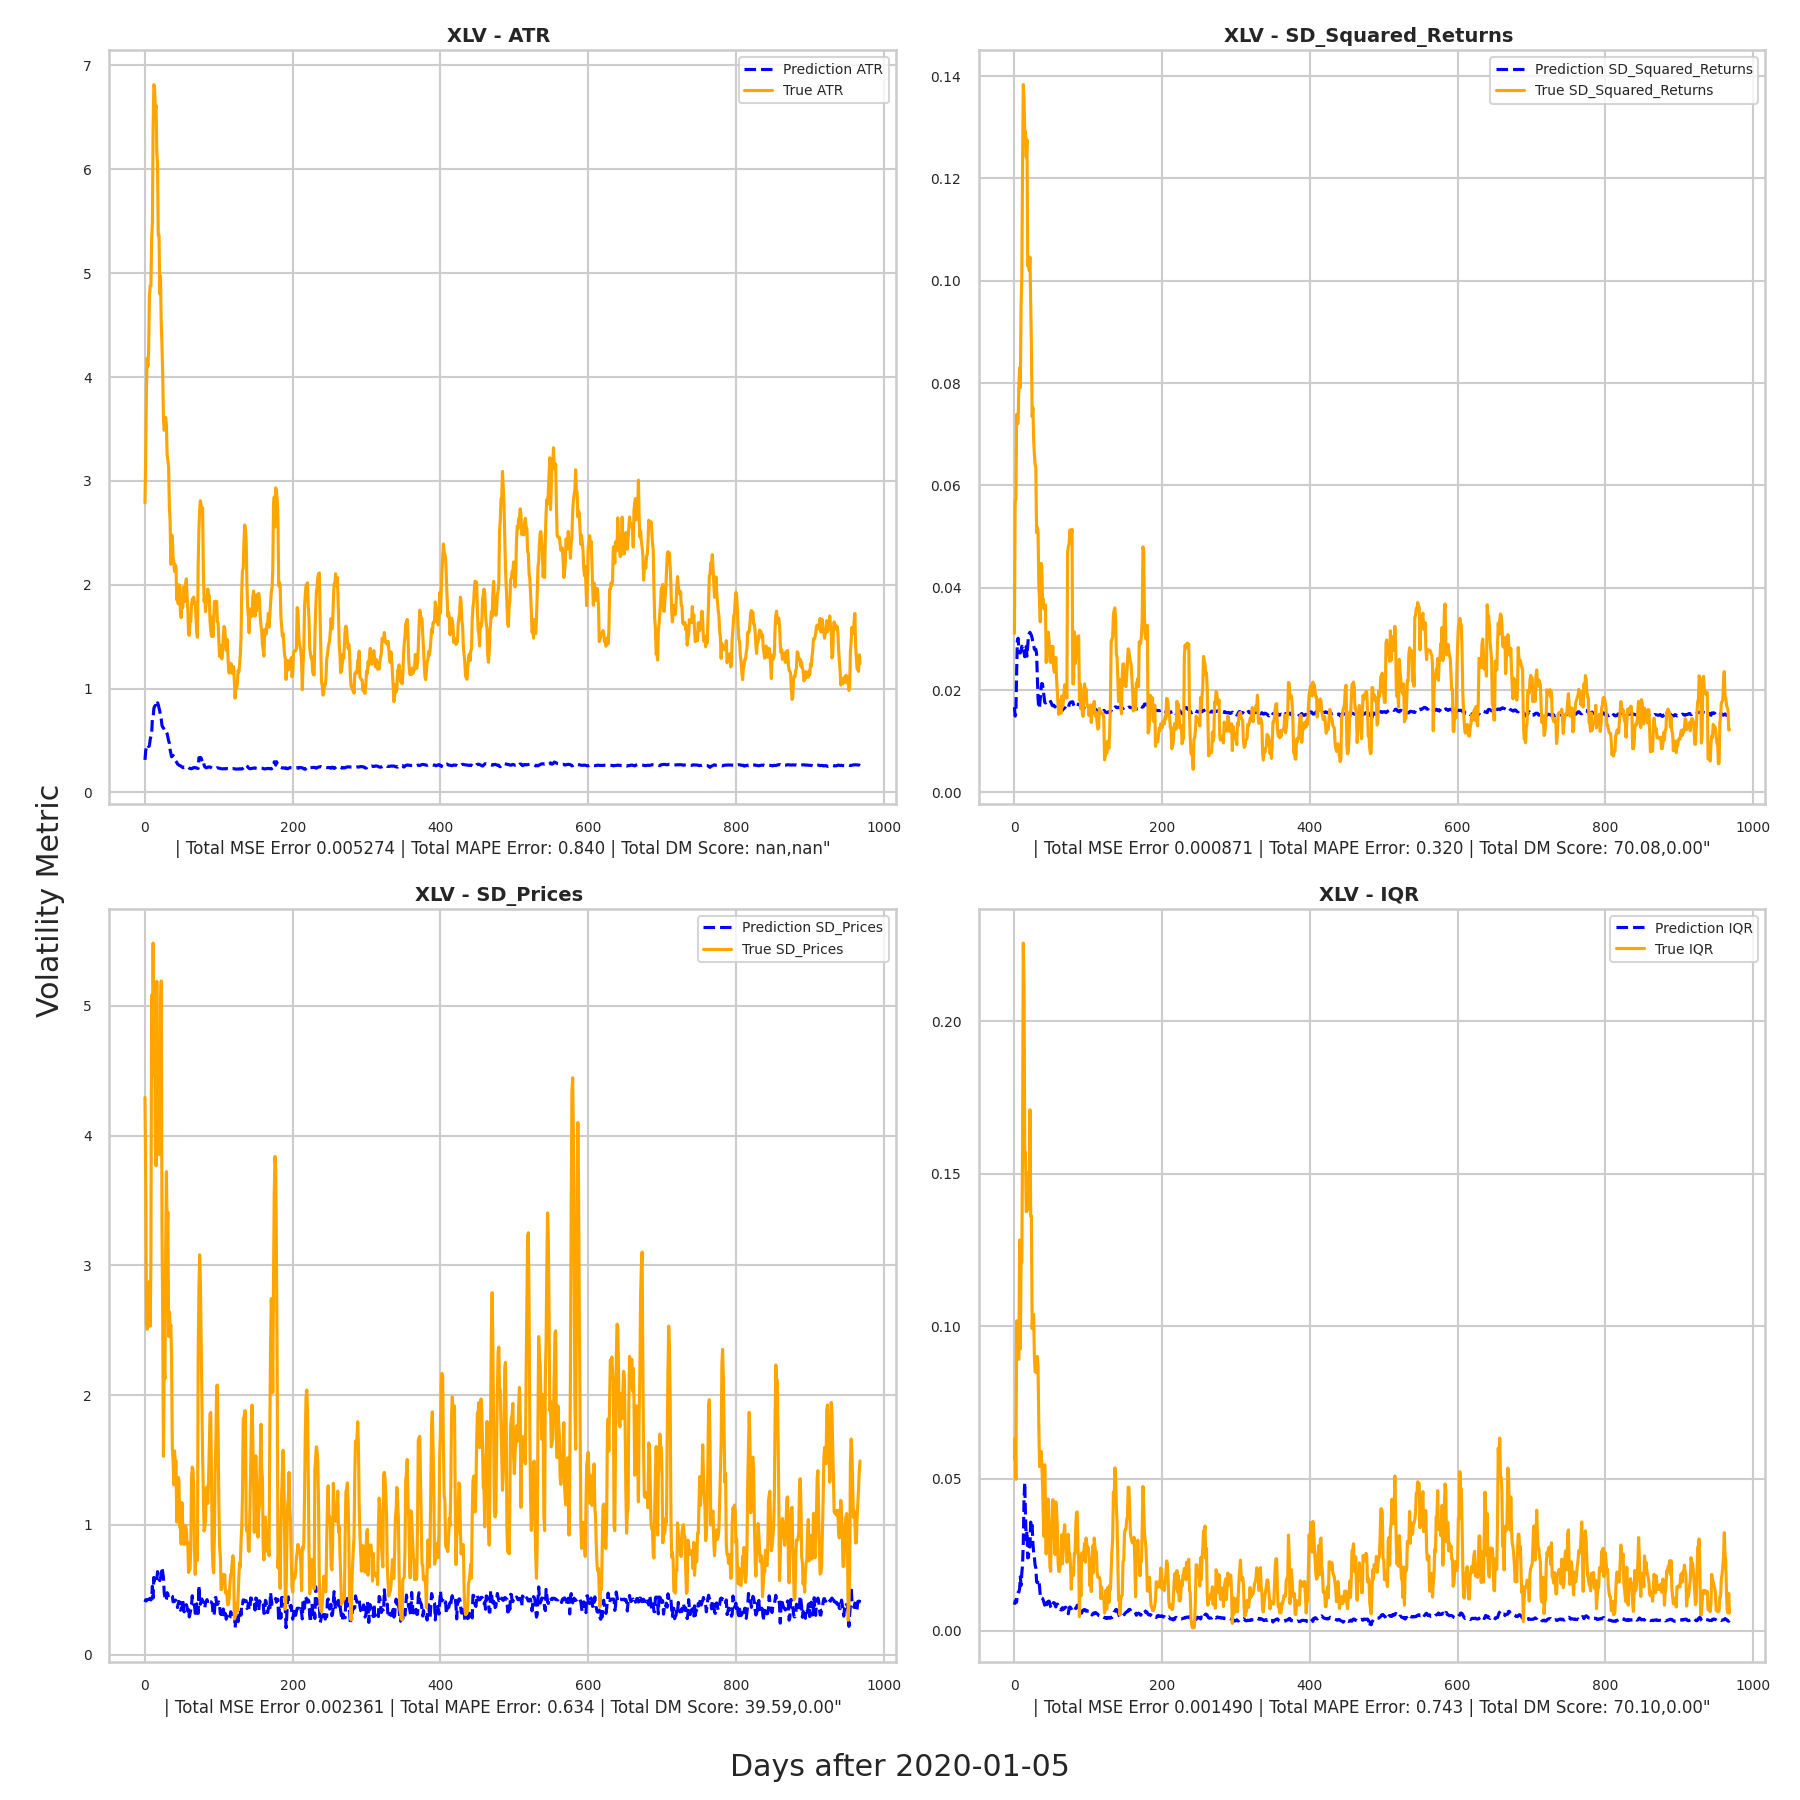 XLV - ATR
7
6
5
4
3
2
1
0
0 200 400 600 800 1000
Prediction ATR
True ATR
| Total MSE Error 0.005274 | Total MAPE Error: 0.840 | Total DM Score: nan,nan"
XLV - SD_Squared_Returns
0.14
0.12
0.10
0.08
0.06
0.04
0.02
0.00
0 200 400 600 800 1000
Prediction SD_Squared_Returns
True SD_Squared_Returns
| Total MSE Error 0.000871 | Total MAPE Error: 0.320 | Total DM Score: 70.08,0.00"
Volatility Metric
XLV - SD_Prices
5
4
3
2
1
0
0 200 400 600 800 1000
Prediction SD_Prices
True SD_Prices
| Total MSE Error 0.002361 | Total MAPE Error: 0.634 | Total DM Score: 39.59,0.00"
XLV - IQR
0.20
0.15
0.10
0.05
0.00
0 200 400 600 800 1000
Prediction IQR
True IQR
| Total MSE Error 0.001490 | Total MAPE Error: 0.743 | Total DM Score: 70.10,0.00"
Days after 2020-01-05